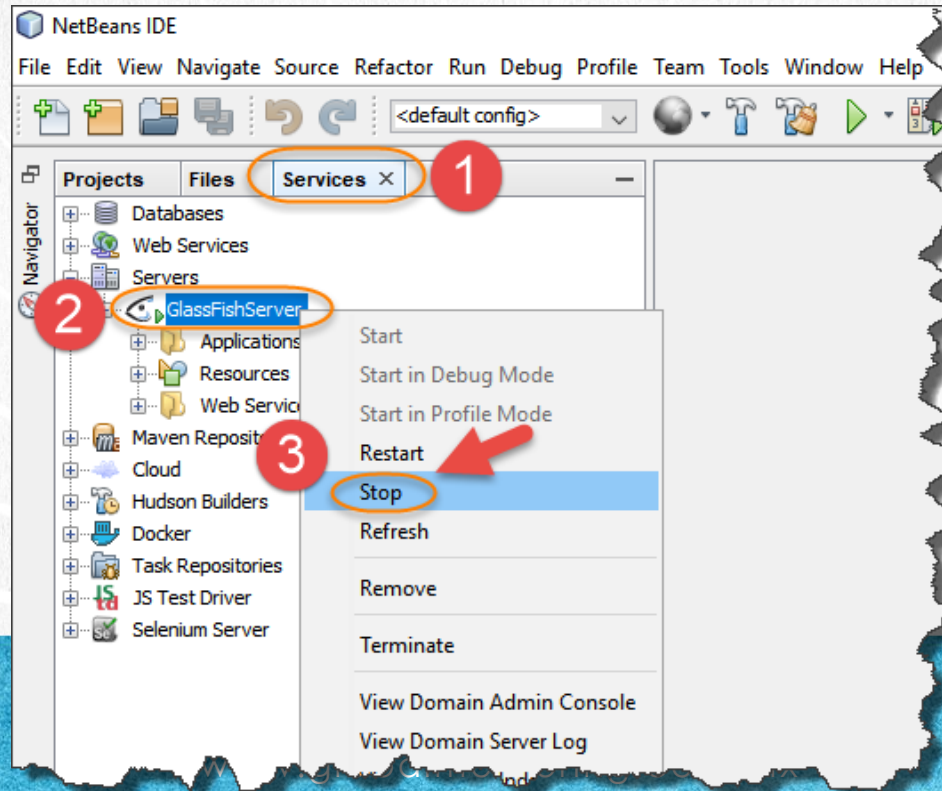 NetBeans IDE
File Edit View Navigate Source Refactor Run Debug Profile Team Tools Window Help
<default config>
Navigator
Projects Files Services × 1
Databases
Web Services
Servers
2 GlassFishServer
Applications
Resources
Web Servic
Maven Reposit
Cloud
Hudson Builders
Docker
Task Repositories
JS Test Driver
Selenium Server
Start
Start in Debug Mode
Start in Profile Mode
Restart
3 Stop
Refresh
Remove
Terminate
View Domain Admin Console
View Domain Server Log